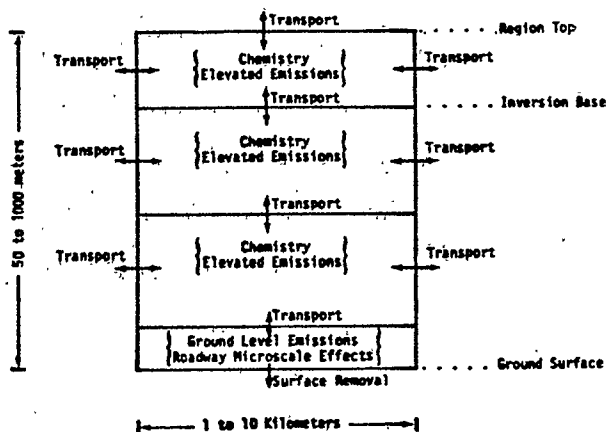 Transport
Region Top
Transport
Chemistry
Elevated Emissions
Transport
Transport
Inversion Base
Transport
Chemistry
Elevated Emissions
Transport
50 to 1000 meters
Transport
Transport
Chemistry
Elevated Emissions
Transport
Transport
Ground Level Emissions
Roadway Microscale Effects
Ground Surface
Surface Removal
1 to 10 Kilometers